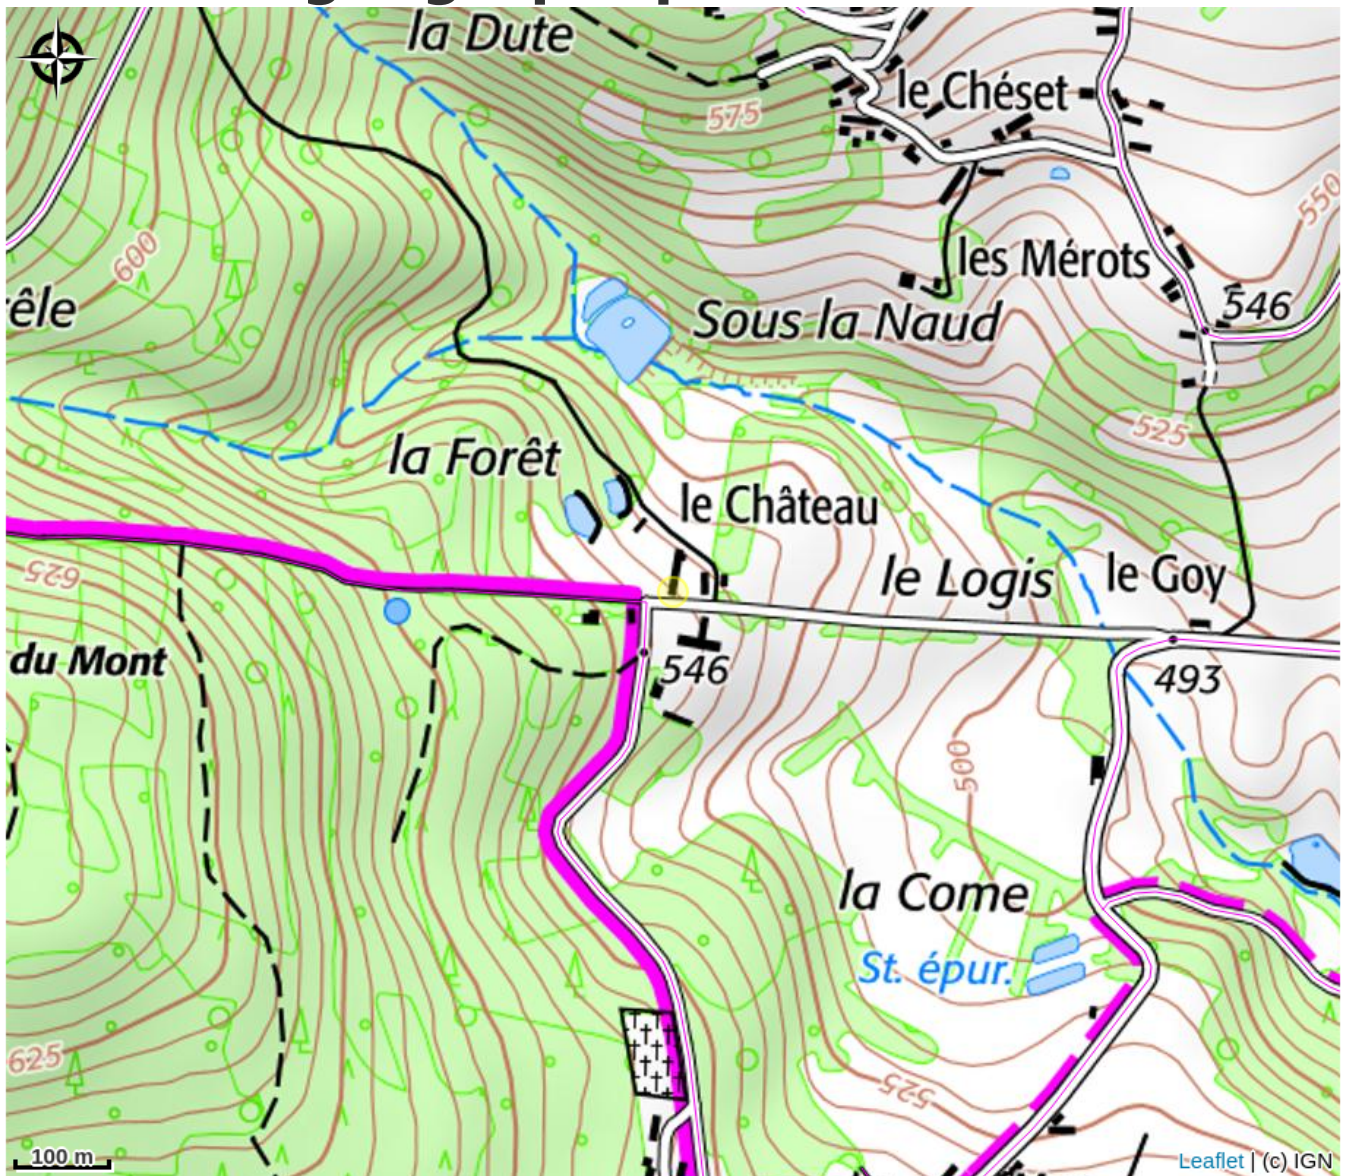 la Dute
le Chéset
575
550
600
les Mérots
êle
Sous la Naud
546
525
la Forêt
le Château
625
le Logis
le Goy
du Mont
546
493
500
la Come
St. épur.
625
525
100 m
Leaflet | (c) IGN